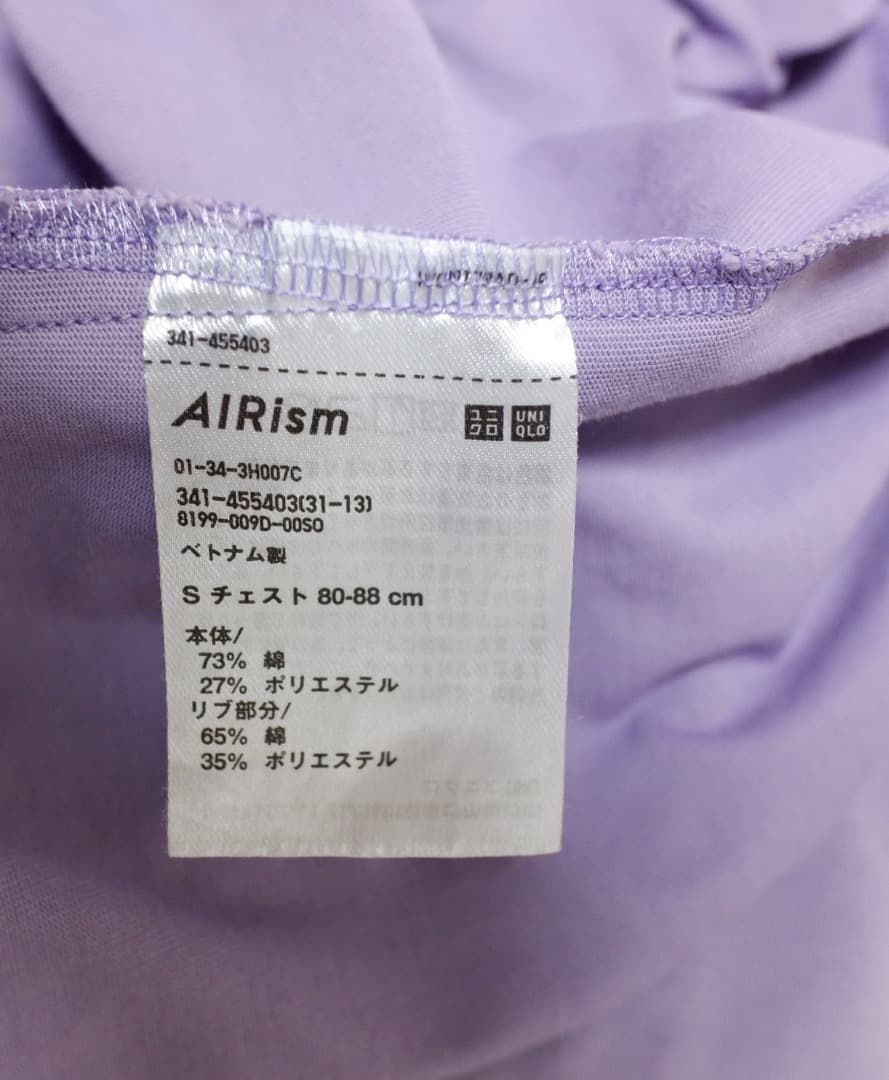 341-455403
AIRism ユニクロ UNIQLO
01-34-3H007C
341-455403(31-13)
8199-009D-00SO
ベトナム製
S チェスト 80-88 cm
本体/
73% 綿
27% ポリエステル
リブ部分/
65% 綿
35% ポリエステル